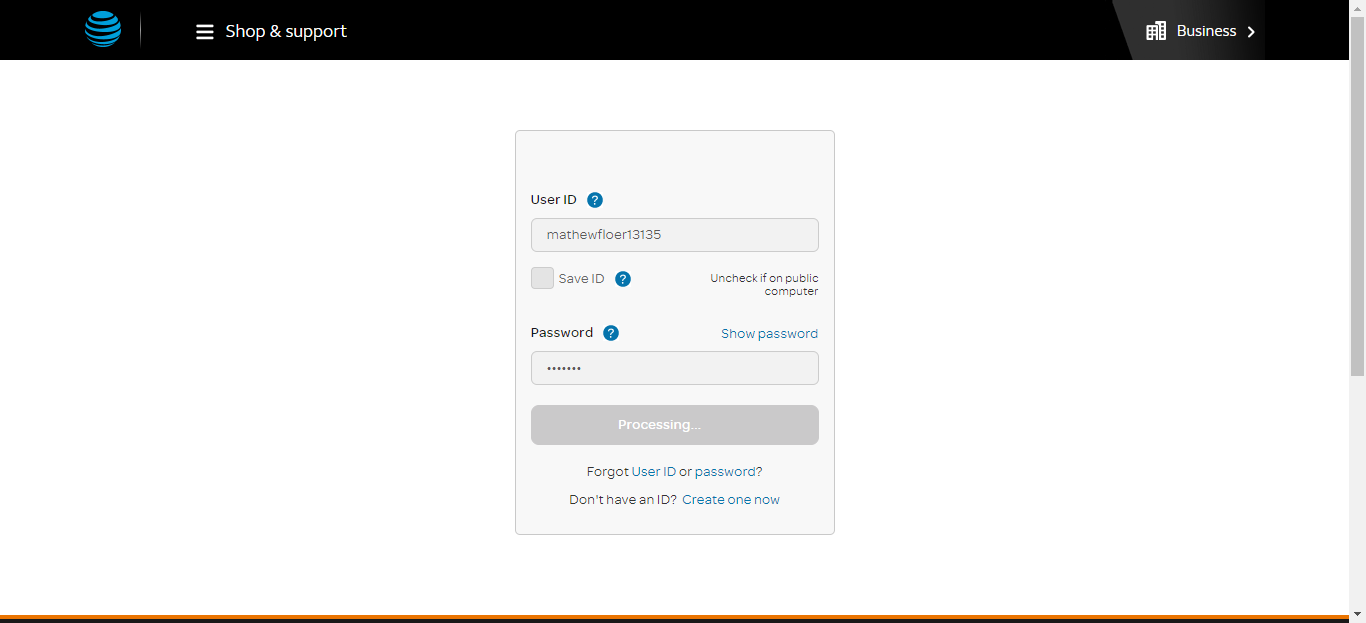 Shop & support
Business
User ID ?
mathewfloer13135
Save ID ?
Uncheck if on public
computer
Password ?
Show password
•••••••
Processing...
Forgot User ID or password?
Don't have an ID? Create one now